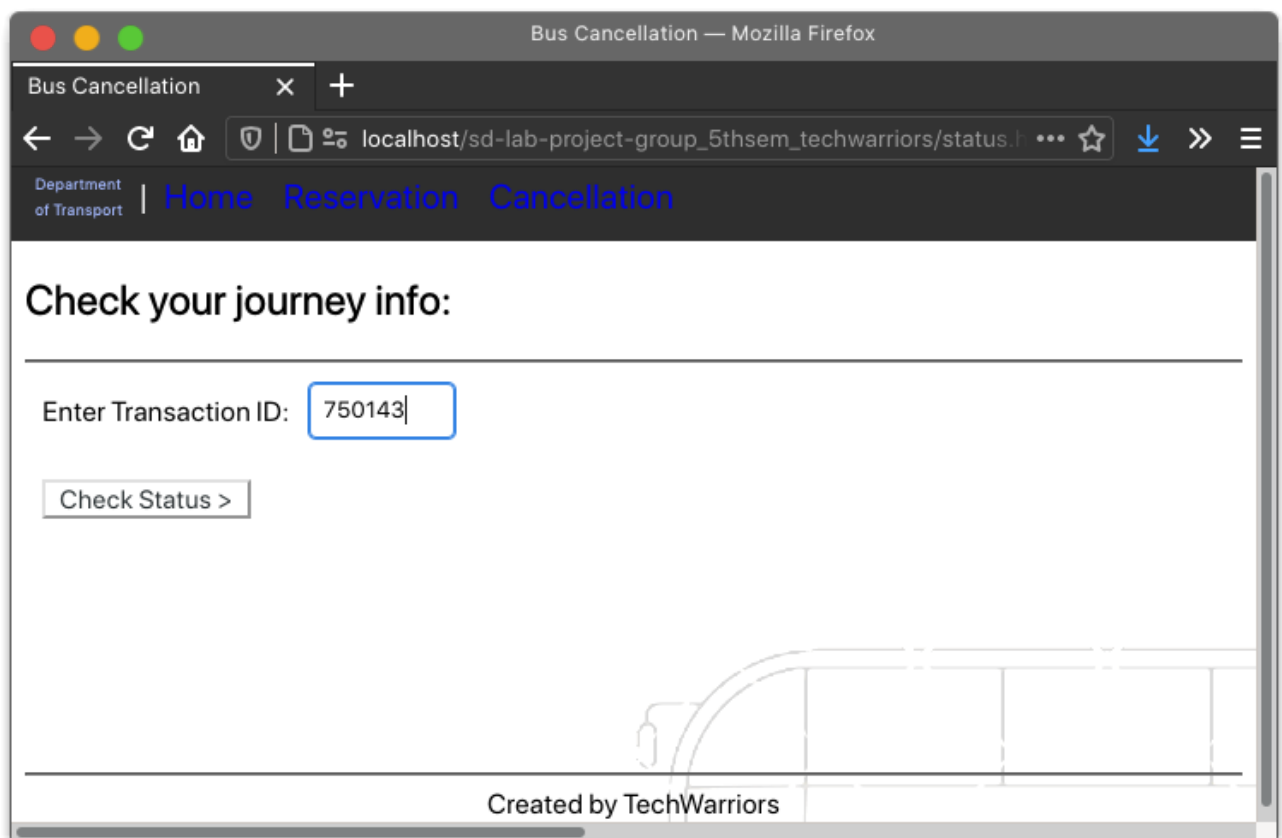 Bus Cancellation — Mozilla Firefox
Bus Cancellation
localhost/sd-lab-project-group_5thsem_techwarriors/status.
Department
of Transport | Home Reservation Cancellation
Check your journey info:
Enter Transaction ID: 750143
Check Status >
Created by TechWarriors